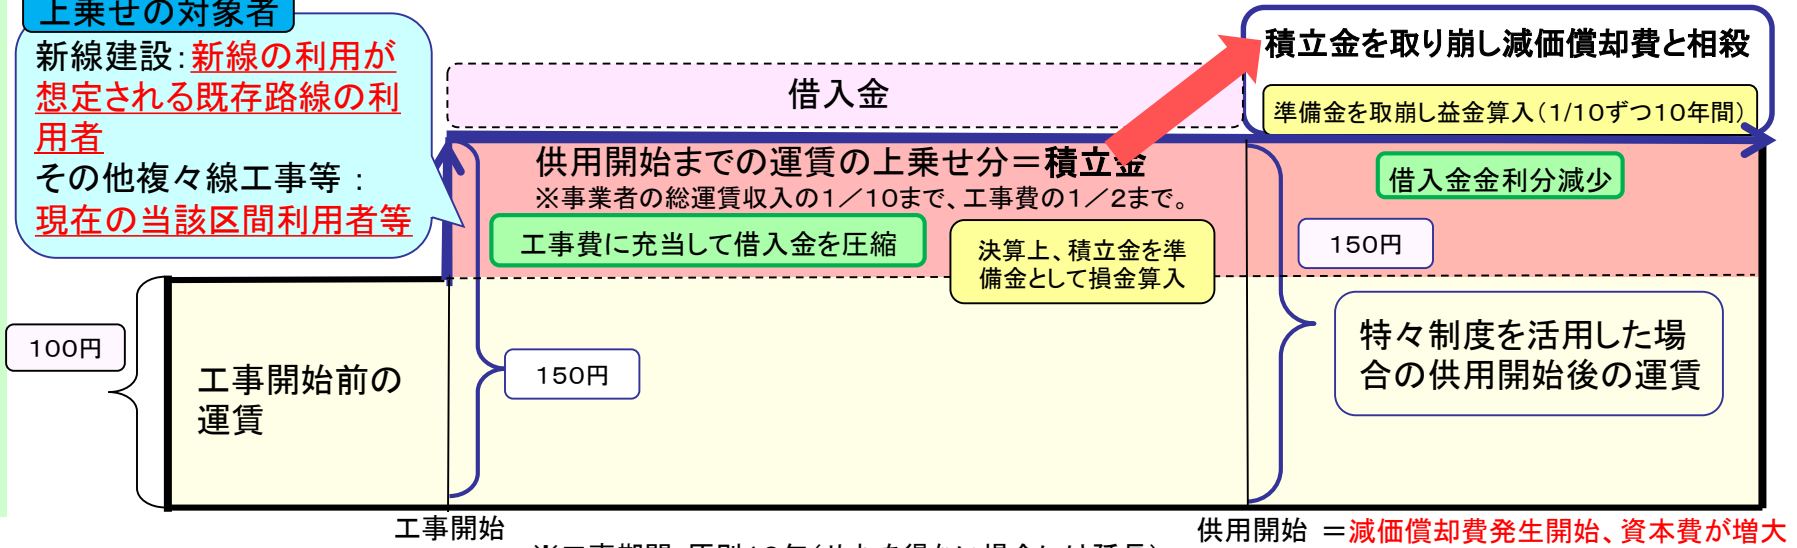 上乗せの対象者
新線建設：新線の利用が
想定される既存路線の利
用者
その他複々線工事等：
現在の当該区間利用者等
借入金
積立金を取り崩し減価償却費と相殺
準備金を取崩し益金算入（1/10ずつ10年間）
供用開始までの運賃の上乗せ分＝積立金
※事業者の総運賃収入の1／10まで、工事費の1／2まで。
借入金金利分減少
工事費に充当して借入金を圧縮
決算上、積立金を準
備金として損金算入
150円
100円
工事開始前の
運賃
150円
特々制度を活用した場
合の供用開始後の運賃
工事開始
供用開始 ＝減価償却費発生開始、資本費が増大